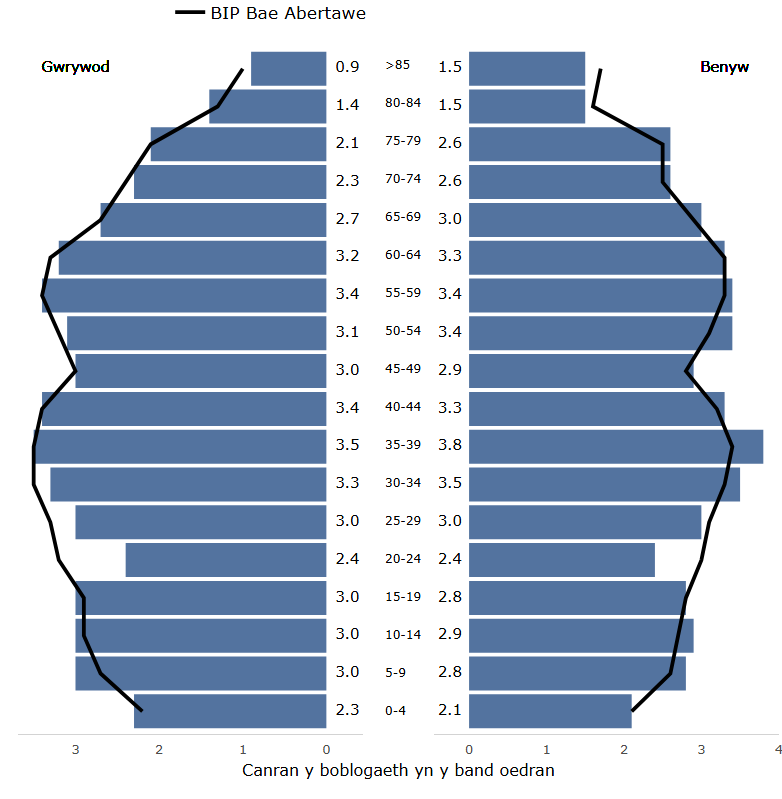 BIP Bae Abertawe
Gwrywod 0.9 >85 1.5 Benyw
1.4 80-84 1.5
2.1 75-79 2.6
2.3 70-74 2.6
2.7 65-69 3.0
3.2 60-64 3.3
3.4 55-59 3.4
3.1 50-54 3.4
3.0 45-49 2.9
3.4 40-44 3.3
3.5 35-39 3.8
3.3 30-34 3.5
3.0 25-29 3.0
2.4 20-24 2.4
3.0 15-19 2.8
3.0 10-14 2.9
3.0 5-9 2.8
2.3 0-4 2.1
3 2 1 0 0 1 2 3 4
Canran y boblogaeth yn y band oedran